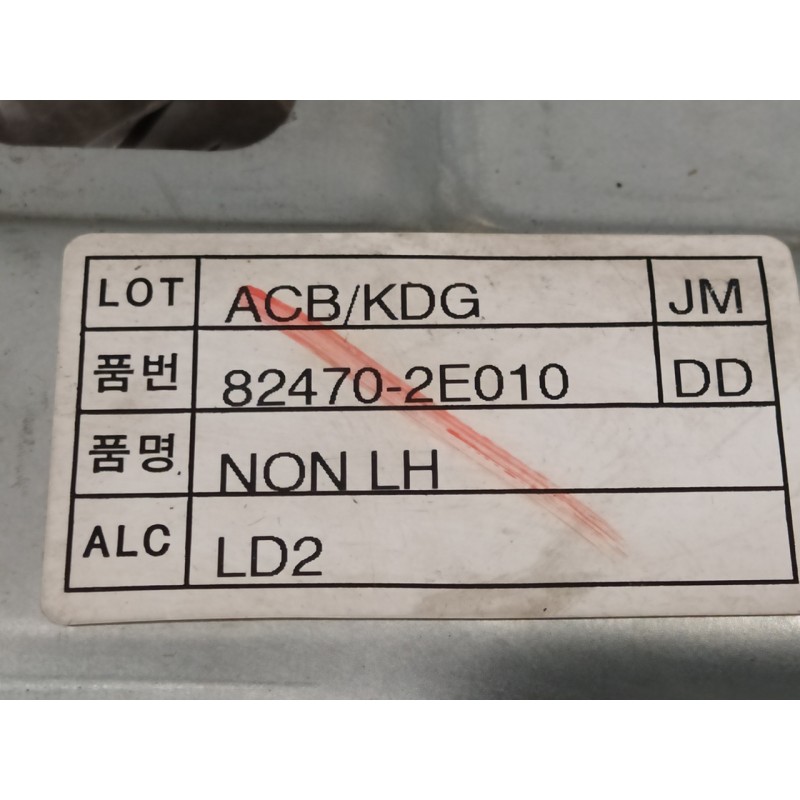 LOT ACB/KDG JM
품번 82470-2E010 DD
품명 NON LH
ALC LD2